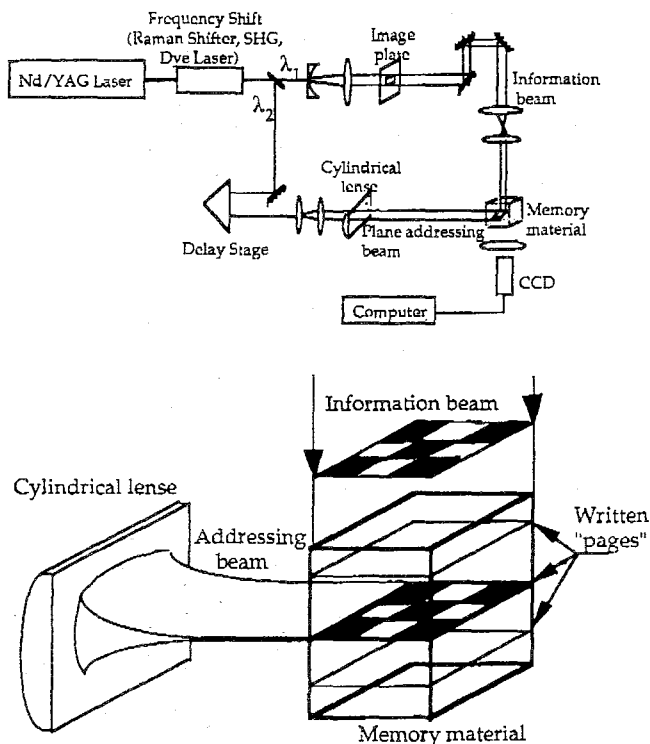 Frequency Shift
(Raman Shifter, SHG,
Dye Laser)
Nd/YAG Laser
λ1
λ2
Image
plate
Information
beam
Cylindrical
lense
Plane addressing
beam
Memory
material
Delay Stage
CCD
Computer
Information beam
Cylindrical lense
Addressing
beam
Written
"pages"
Memory material